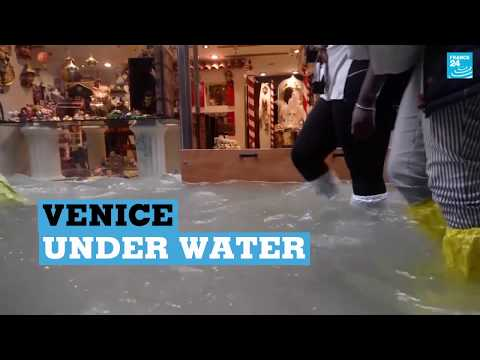 FRANCE
24
VENICE
UNDER WATER